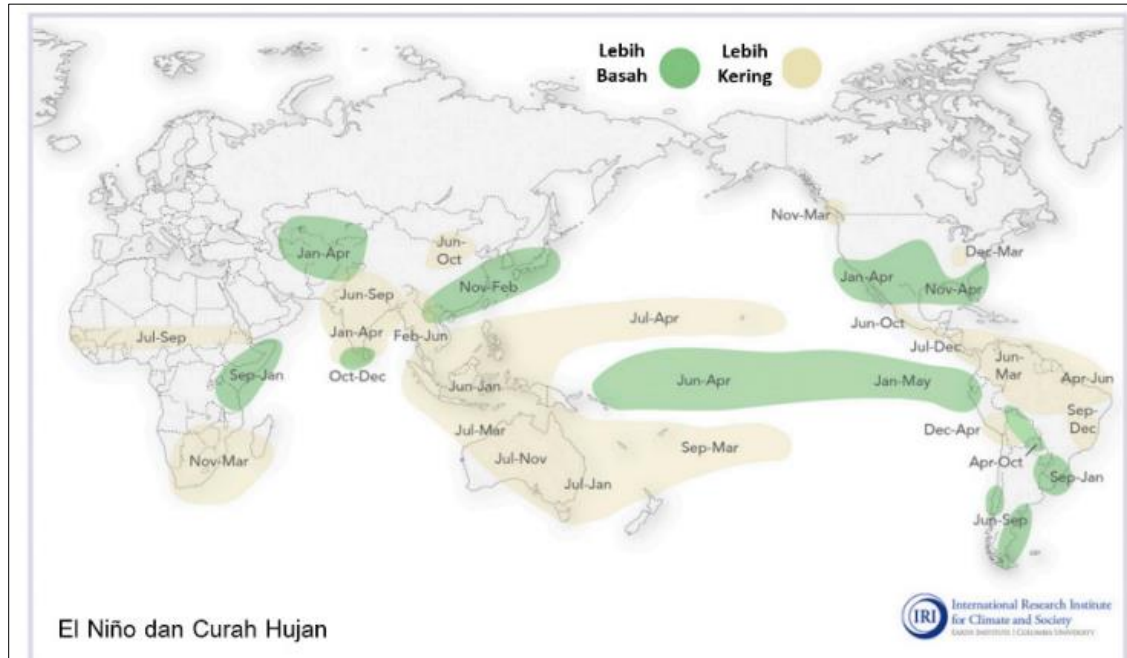 Lebih
Basah
Lebih
Kering
Nov-Mar
Jun-
Oct
Dec-Mar
Jan-Apr
Jan-Apr
Nov-Feb
Nov-Apr
Jun-Sep
Jul-Apr
Jun-Oct
Jul-Sep
Jan-Apr
Feb-Jun
Jul-Dec
Jun-
Mar
Sep-Jan
Oct-Dec
Jun-Jan
Jun-Apr
Jan-May
Apr-Jun
Sep-
Dec
Jul-Mar
Dec-Apr
Nov-Mar
Jul-Nov
Sep-Mar
Apr-Oct
Jul-Jan
Sep-Jan
Jun-Sep
El Niño dan Curah Hujan
IRI
International Research Institute
for Climate and Society
EARTH INSTITUTE | COLUMBIA UNIVERSITY